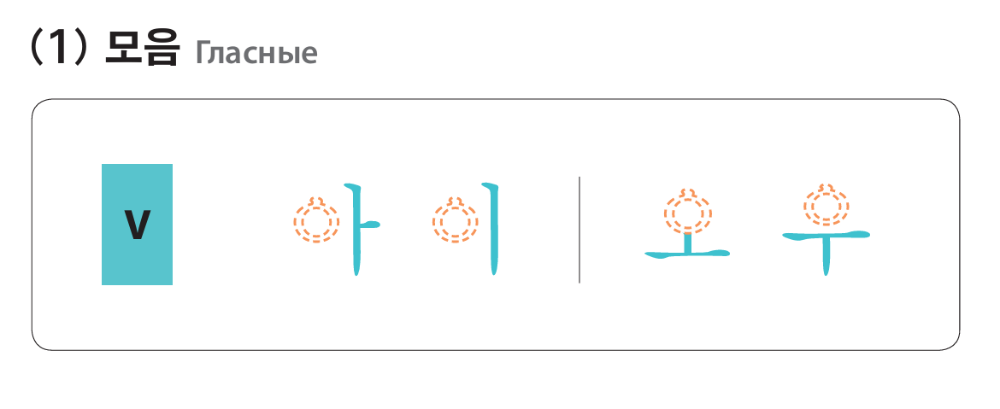 (1) 모음 Гласные
V 아 이 오 우